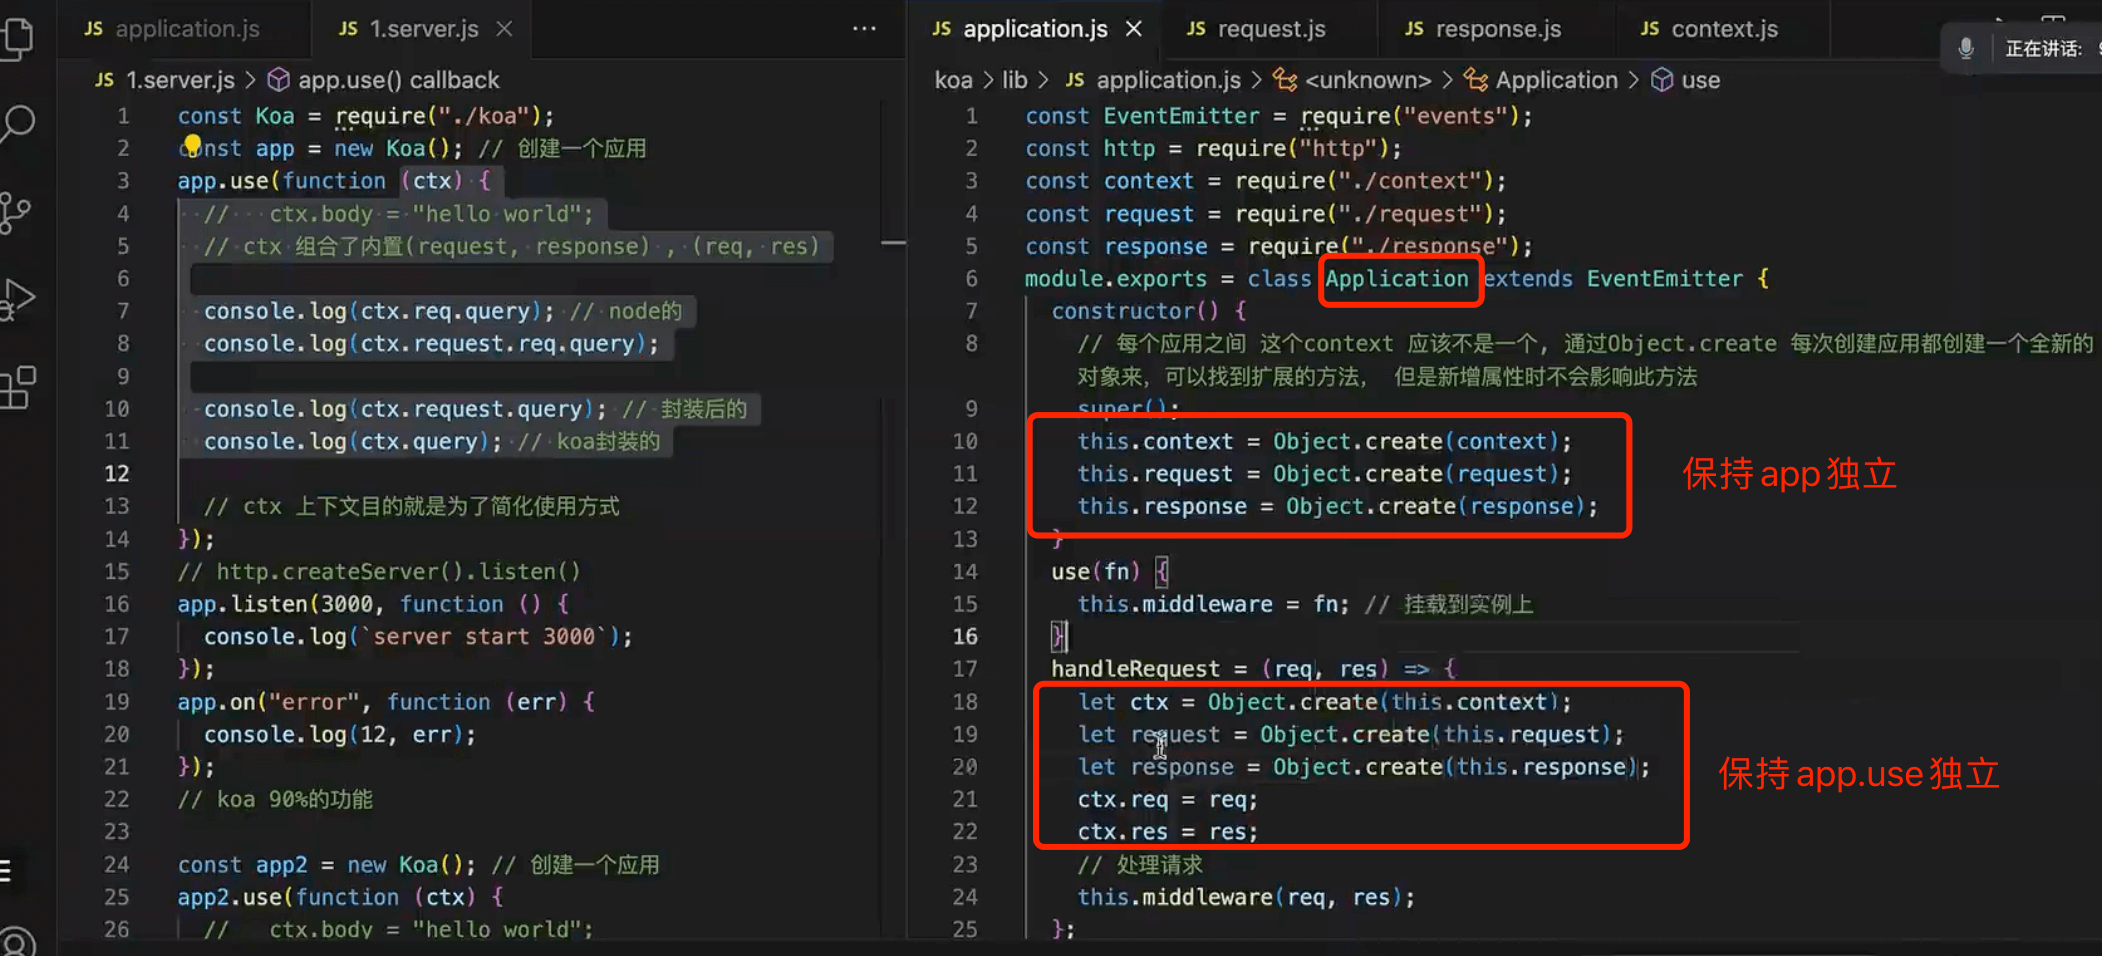 JS application.js
JS 1.server.js
JS 1.server.js > app.use() callback
1 const Koa = require("./koa");
2 const app = new Koa(); // 创建一个应用
3 app.use(function (ctx) {
4 // ctx.body = "hello world";
5 // ctx 组合了内置(request, response) , (req, res)
6
7 console.log(ctx.req.query); // node的
8 console.log(ctx.request.req.query);
9
10 console.log(ctx.request.query); // 封装后的
11 console.log(ctx.query); // koa封装的
12
13 // ctx 上下文目的就是为了简化使用方式
14 });
15 // http.createServer().listen()
16 app.listen(3000, function () {
17 console.log(`server start 3000`);
18 });
19 app.on("error", function (err) {
20 console.log(12, err);
21 });
22 // koa 90%的功能
23
24 const app2 = new Koa(); // 创建一个应用
25 app2.use(function (ctx) {
26 // ctx.body = "hello world";
JS application.js
JS request.js
JS response.js
JS context.js
正在讲话:
koa > lib > JS application.js > <unknown> > Application > use
1 const EventEmitter = require("events");
2 const http = require("http");
3 const context = require("./context");
4 const request = require("./request");
5 const response = require("./response");
6 module.exports = class Application extends EventEmitter {
7 constructor() {
8 // 每个应用之间 这个context 应该不是一个, 通过Object.create 每次创建应用都创建一个全新的
对象来, 可以找到扩展的方法, 但是新增属性时不会影响此方法
9 super();
10 this.context = Object.create(context);
11 this.request = Object.create(request);
12 this.response = Object.create(response);
保持app独立
13 }
14 use(fn) {
15 this.middleware = fn; // 挂载到实例上
16 }
17 handleRequest = (req, res) => {
18 let ctx = Object.create(this.context);
19 let request = Object.create(this.request);
20 let response = Object.create(this.response);
保持app.use独立
21 ctx.req = req;
22 ctx.res = res;
23 // 处理请求
24 this.middleware(req, res);
25 };